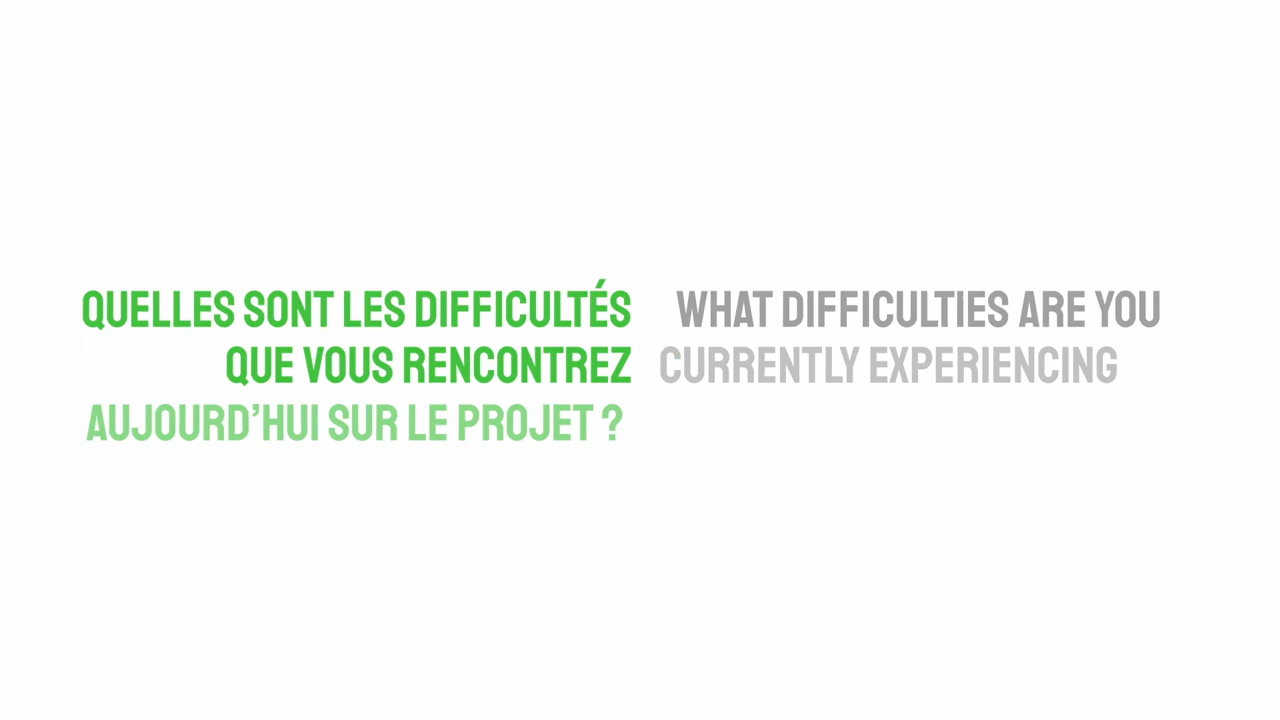 QUELLES SONT LES DIFFICULTÉS
QUE VOUS RENCONTREZ
AUJOURD’HUI SUR LE PROJET ?
WHAT DIFFICULTIES ARE YOU
CURRENTLY EXPERIENCING